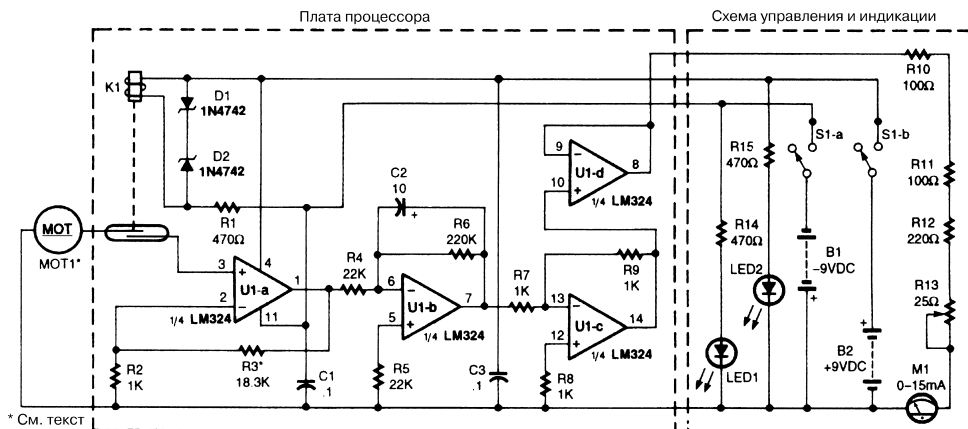 Плата процессора
Схема управления и индикации
K1
D1
1N4742
D2
1N4742
R1
470Ω
МОТ
МОТ1*
C2
10
+
R6
220K
R4
22K
3
+
2
−
4
1
11
U1-a
1/4 LM324
R2
1K
R3*
18.3K
C1
.1
6
−
5
+
7
U1-b
1/4 LM324
R5
22K
C3
.1
R7
1K
9
−
10
+
8
U1-d
1/4 LM324
R9
1K
13
−
12
+
14
U1-c
1/4 LM324
R8
1K
R10
100Ω
S1-a
S1-b
R15
470Ω
R11
100Ω
R14
470Ω
R12
220Ω
LED2
B1
−9VDC
+
R13
25Ω
LED1
+
B2
+9VDC
M1
0–15mA
* См. текст